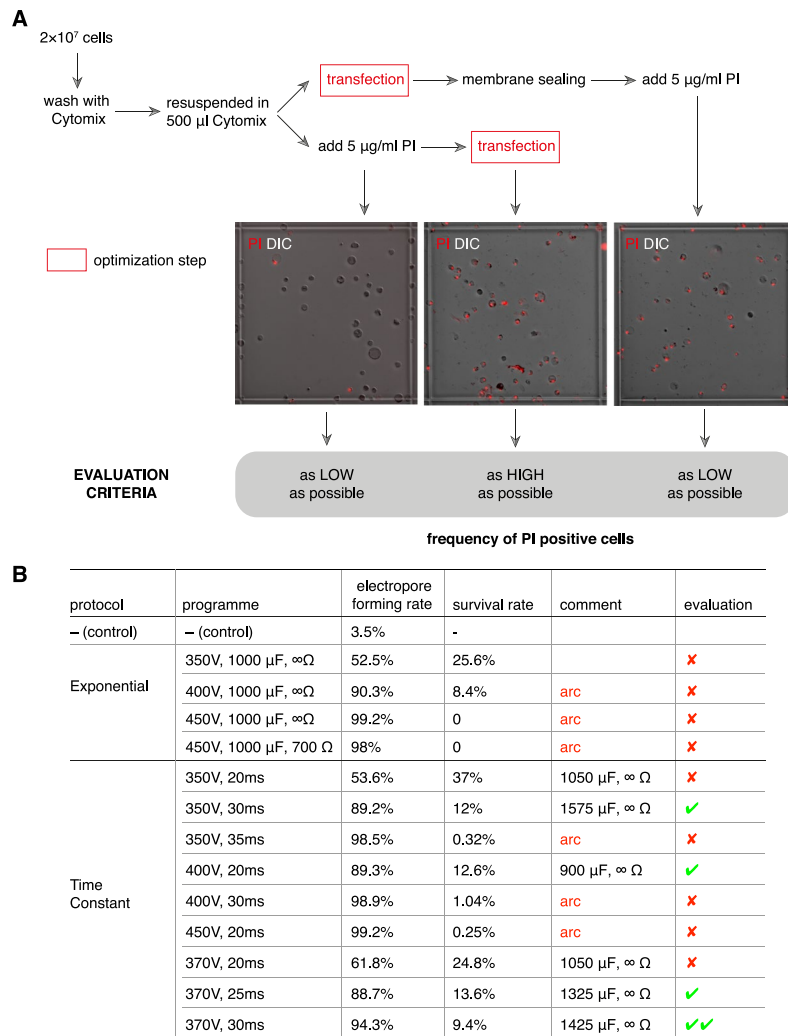 A
2×10⁷ cells
wash with
Cytomix
resuspended in
500 µl Cytomix
transfection
membrane sealing
add 5 µg/ml PI
add 5 µg/ml PI
transfection
optimization step
PI DIC
PI DIC
PI DIC
EVALUATION
CRITERIA
as LOW
as possible
as HIGH
as possible
as LOW
as possible
frequency of PI positive cells
B
protocol programme electropore forming rate survival rate comment evaluation
– (control) – (control) 3.5% -
Exponential
350V, 1000 µF, ∞Ω 52.5% 25.6% ✘
400V, 1000 µF, ∞Ω 90.3% 8.4% arc ✘
450V, 1000 µF, ∞Ω 99.2% 0 arc ✘
450V, 1000 µF, 700 Ω 98% 0 arc ✘
Time
Constant
350V, 20ms 53.6% 37% 1050 µF, ∞ Ω ✘
350V, 30ms 89.2% 12% 1575 µF, ∞ Ω ✔
350V, 35ms 98.5% 0.32% arc ✘
400V, 20ms 89.3% 12.6% 900 µF, ∞ Ω ✔
400V, 30ms 98.9% 1.04% arc ✘
450V, 20ms 99.2% 0.25% arc ✘
370V, 20ms 61.8% 24.8% 1050 µF, ∞ Ω ✘
370V, 25ms 88.7% 13.6% 1325 µF, ∞ Ω ✔
370V, 30ms 94.3% 9.4% 1425 µF, ∞ Ω ✔✔